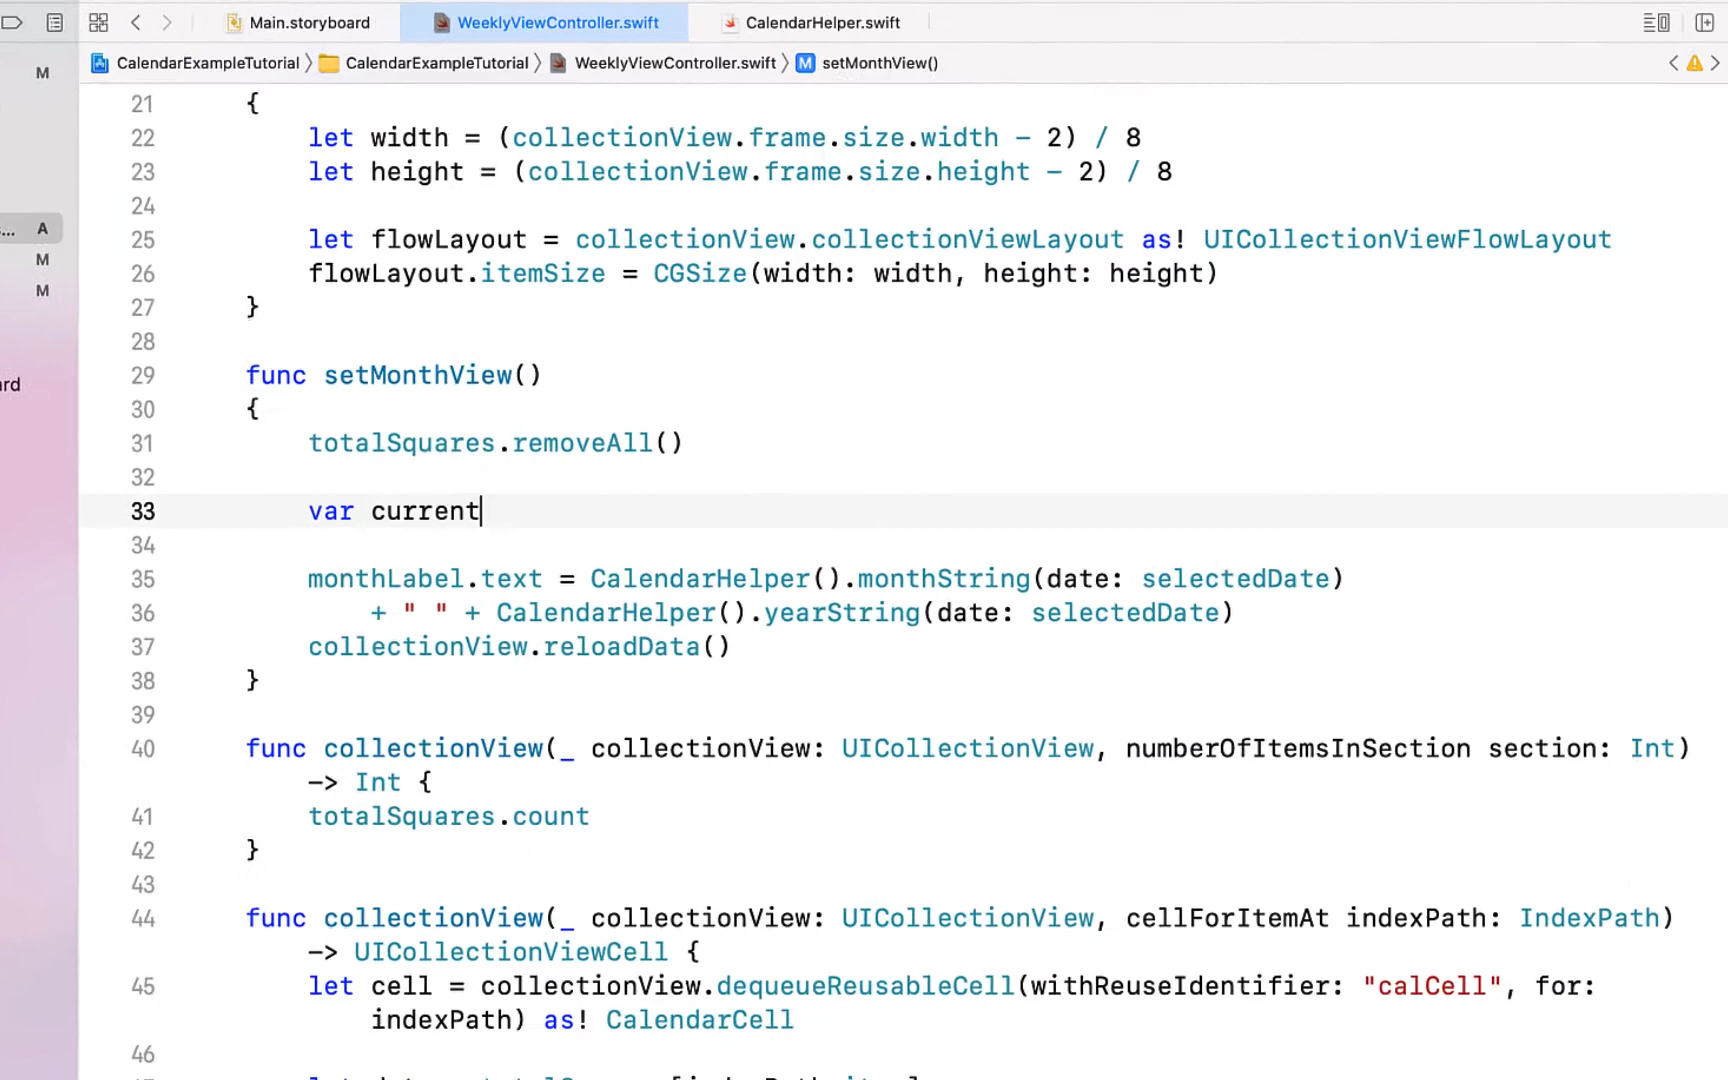 Main.storyboard WeeklyViewController.swift CalendarHelper.swift
M CalendarExampleTutorial CalendarExampleTutorial WeeklyViewController.swift M setMonthView()
21 {
22 let width = (collectionView.frame.size.width - 2) / 8
23 let height = (collectionView.frame.size.height - 2) / 8
24
s... A 25 let flowLayout = collectionView.collectionViewLayout as! UICollectionViewFlowLayout
M 26 flowLayout.itemSize = CGSize(width: width, height: height)
M 27 }
28
29 func setMonthView()
ard 30 {
31 totalSquares.removeAll()
32
33 var current
34
35 monthLabel.text = CalendarHelper().monthString(date: selectedDate)
36 + " " + CalendarHelper().yearString(date: selectedDate)
37 collectionView.reloadData()
38 }
39
40 func collectionView(_ collectionView: UICollectionView, numberOfItemsInSection section: Int)
-> Int {
41 totalSquares.count
42 }
43
44 func collectionView(_ collectionView: UICollectionView, cellForItemAt indexPath: IndexPath)
-> UICollectionViewCell {
45 let cell = collectionView.dequeueReusableCell(withReuseIdentifier: "calCell", for:
indexPath) as! CalendarCell
46